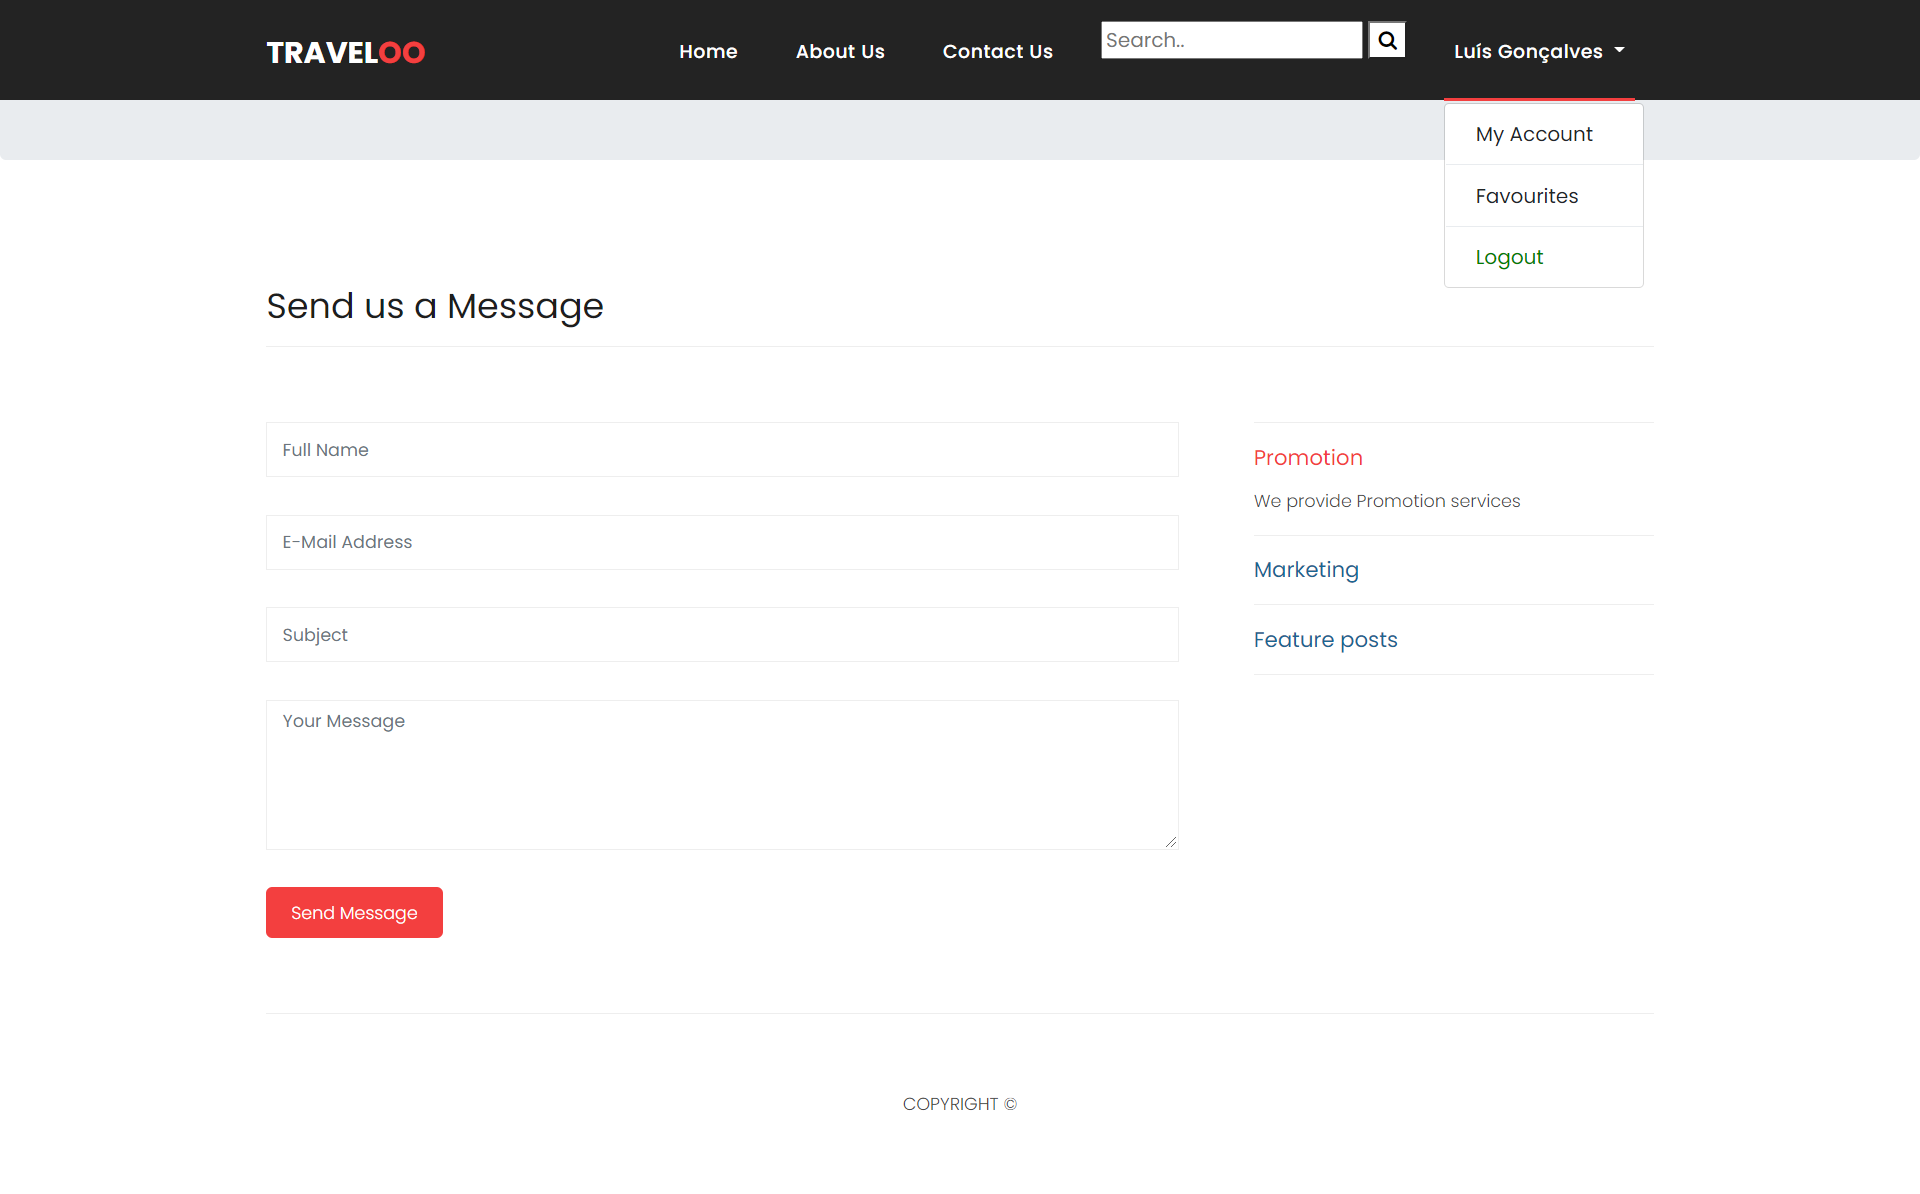 TRAVELOO
Home
About Us
Contact Us
Search..
Luís Gonçalves
My Account
Favourites
Logout
Send us a Message
Full Name
E-Mail Address
Subject
Your Message
Send Message
Promotion
We provide Promotion services
Marketing
Feature posts
COPYRIGHT ©